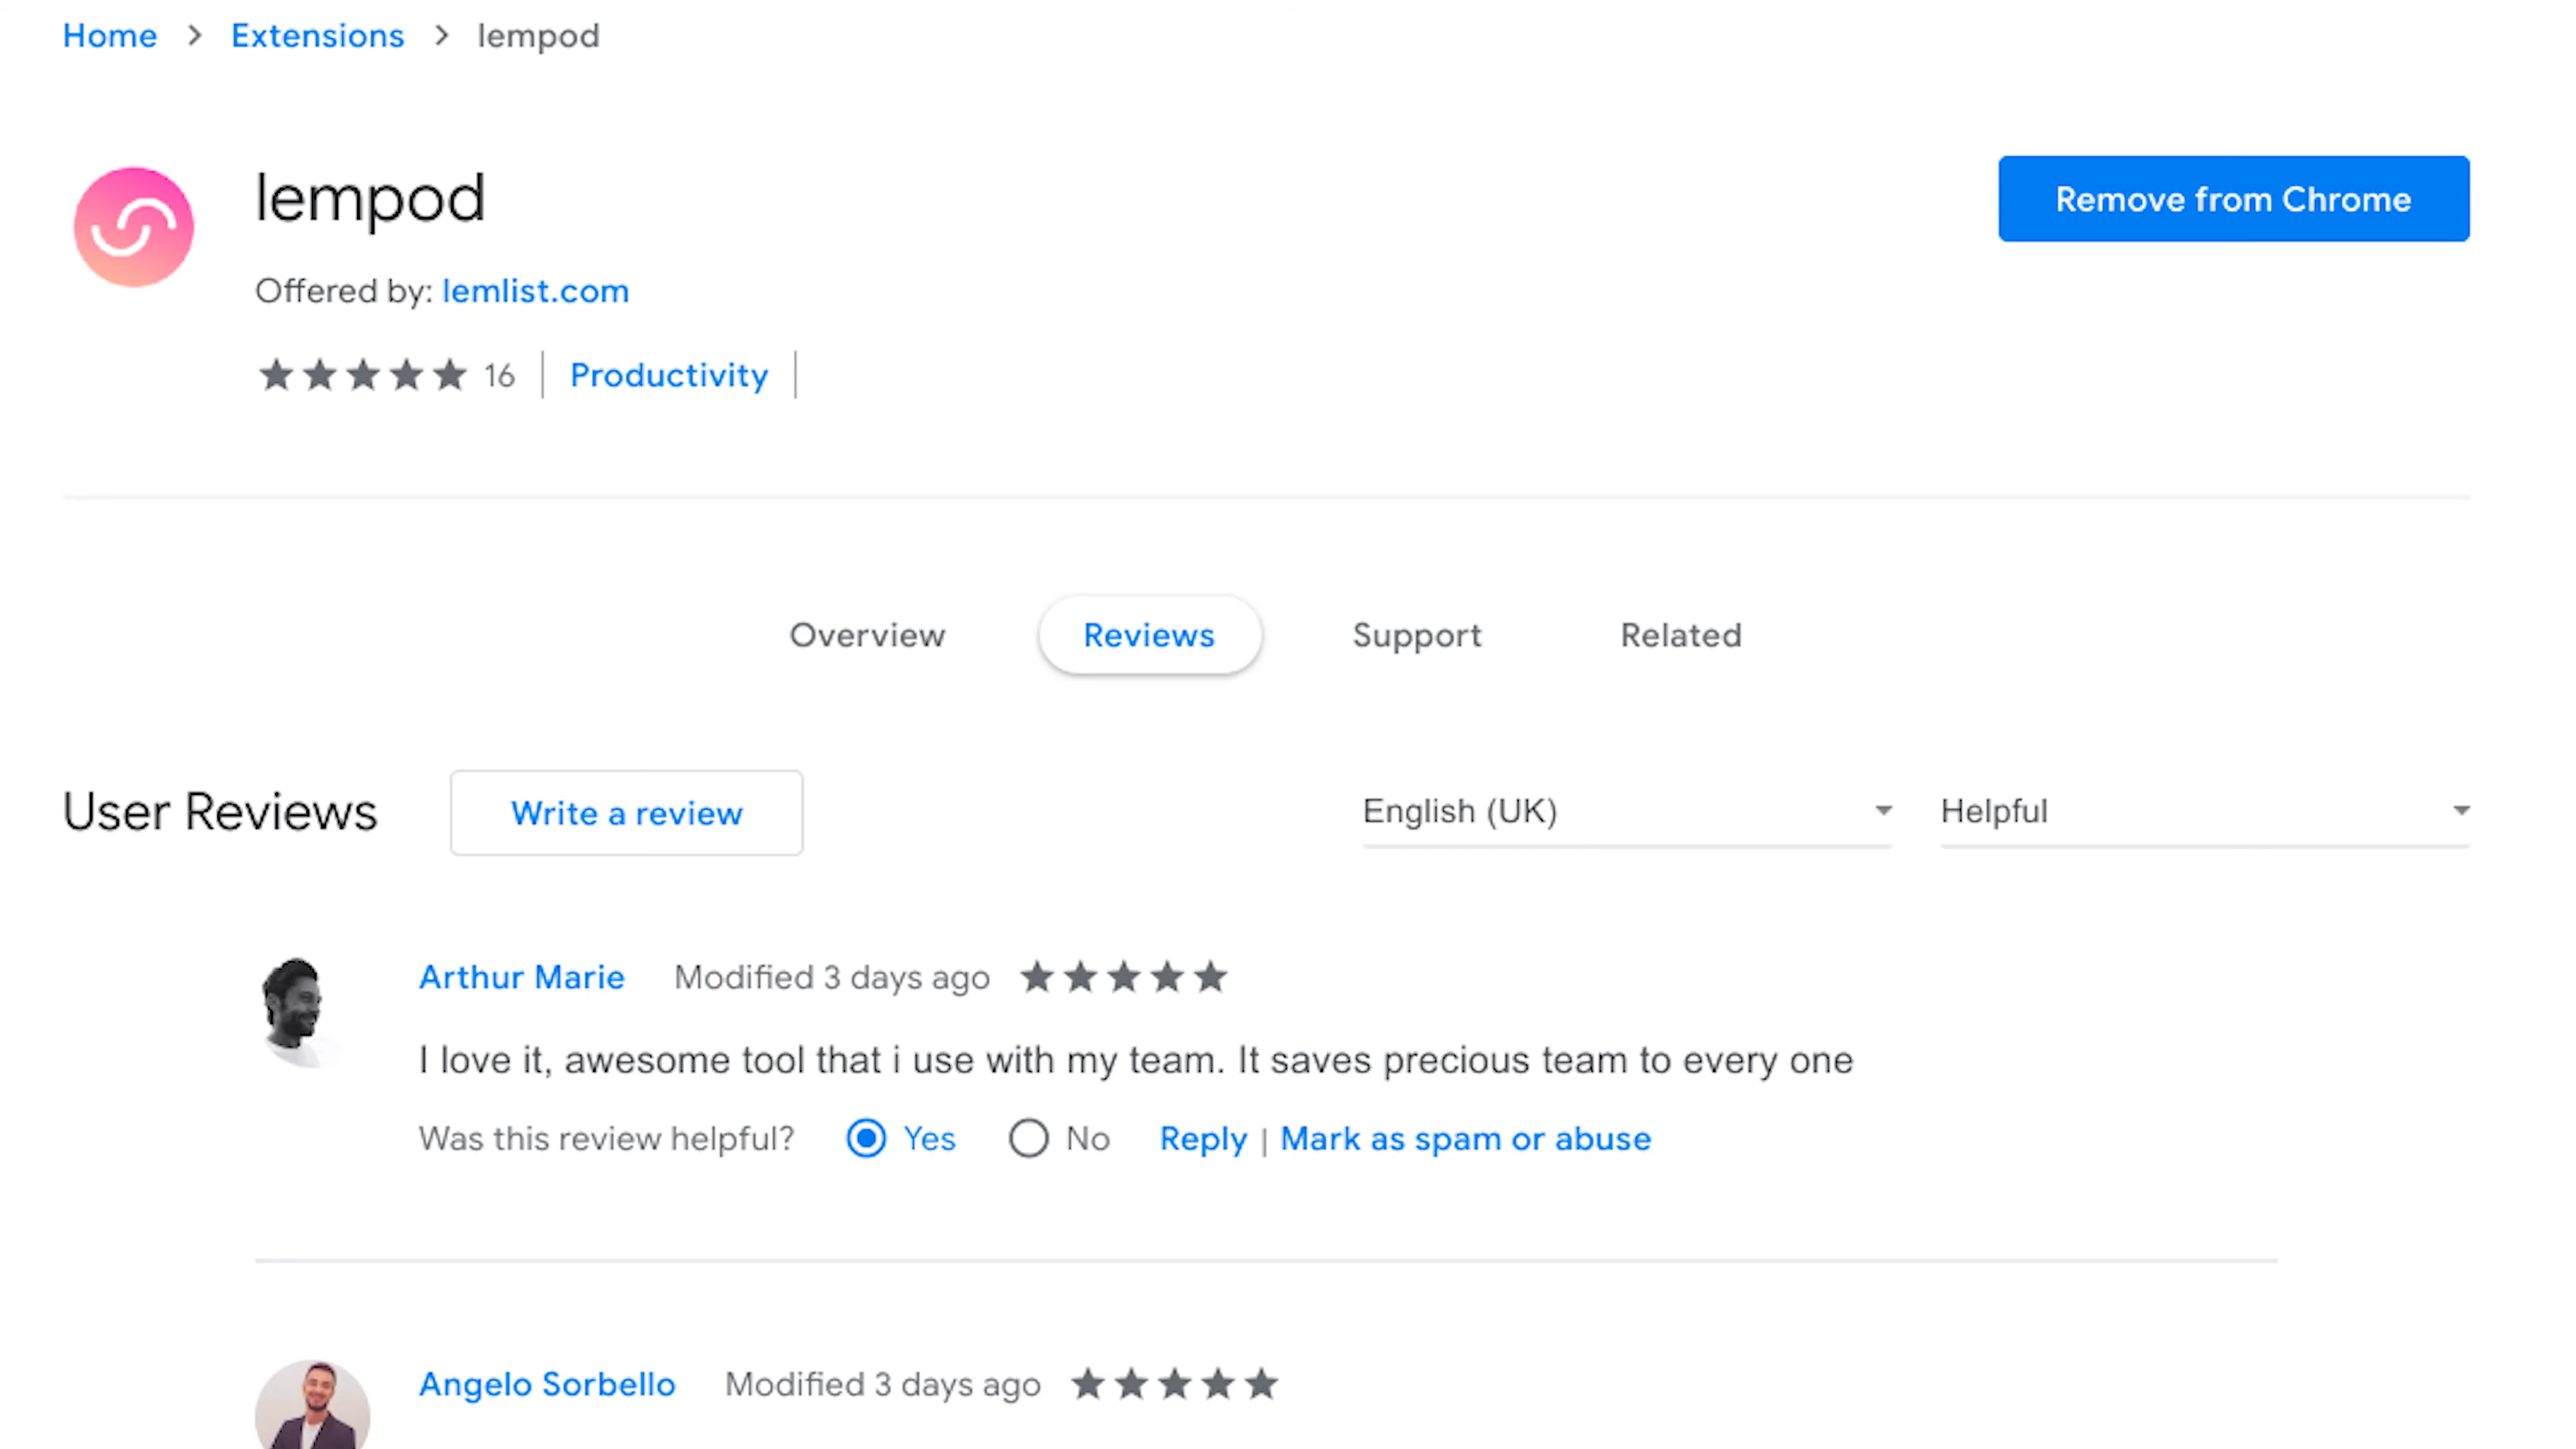 Home > Extensions > lempod
lempod
Remove from Chrome
Offered by: lemlist.com
16 | Productivity |
Overview Reviews Support Related
User Reviews Write a review English (UK) Helpful
Arthur Marie Modified 3 days ago
I love it, awesome tool that i use with my team. It saves precious team to every one
Was this review helpful? Yes No Reply | Mark as spam or abuse
Angelo Sorbello Modified 3 days ago